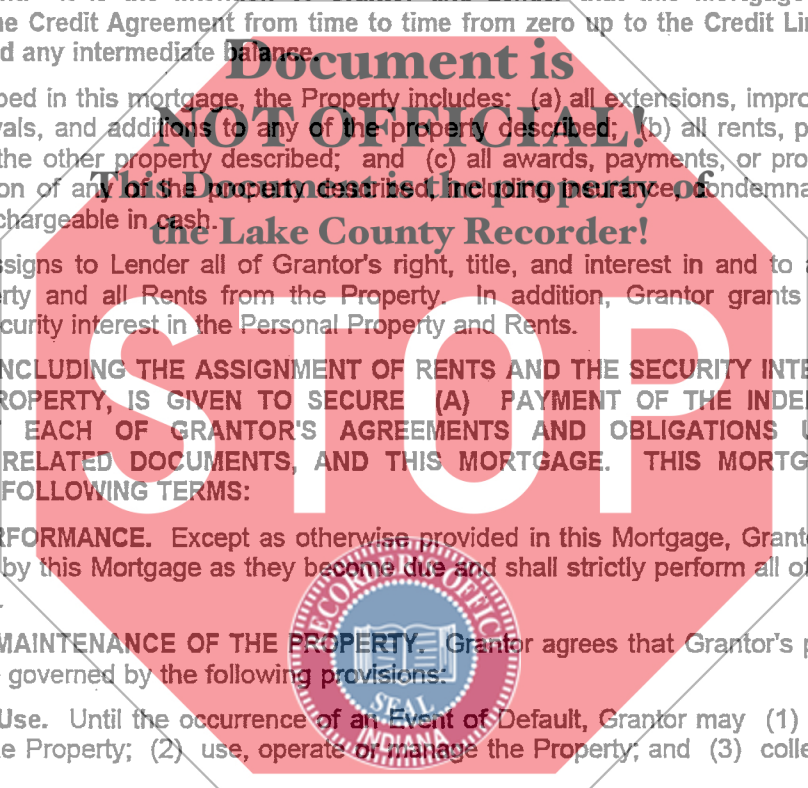 ne Credit Agreement from time to time from zero up to the Credit Li
d any intermediate balance.
Document is
bed in this mortgage, the Property includes: (a) all extensions, impro
NOT OFFICIAL!
vals, and additions to any of the property described; (b) all rents, p
the other property described; and (c) all awards, payments, or pro
This Document is the property of
on of any of the property described, including insurance, condemna
chargeable in cash.
the Lake County Recorder!
ssigns to Lender all of Grantor's right, title, and interest in and to
erty and all Rents from the Property. In addition, Grantor grants
curity interest in the Personal Property and Rents.
STOP
NCLUDING THE ASSIGNMENT OF RENTS AND THE SECURITY INTE
ROPERTY, IS GIVEN TO SECURE (A) PAYMENT OF THE INDE
EACH OF GRANTOR'S AGREEMENTS AND OBLIGATIONS U
RELATED DOCUMENTS, AND THIS MORTGAGE. THIS MORTG
FOLLOWING TERMS:
RFORMANCE. Except as otherwise provided in this Mortgage, Grant
by this Mortgage as they become due and shall strictly perform all of
RECORDER'S OFFICE
MAINTENANCE OF THE PROPERTY. Grantor agrees that Grantor's p
governed by the following provisions:
SEAL
INDIANA
Use. Until the occurrence of an Event of Default, Grantor may (1)
e Property; (2) use, operate or manage the Property; and (3) colle